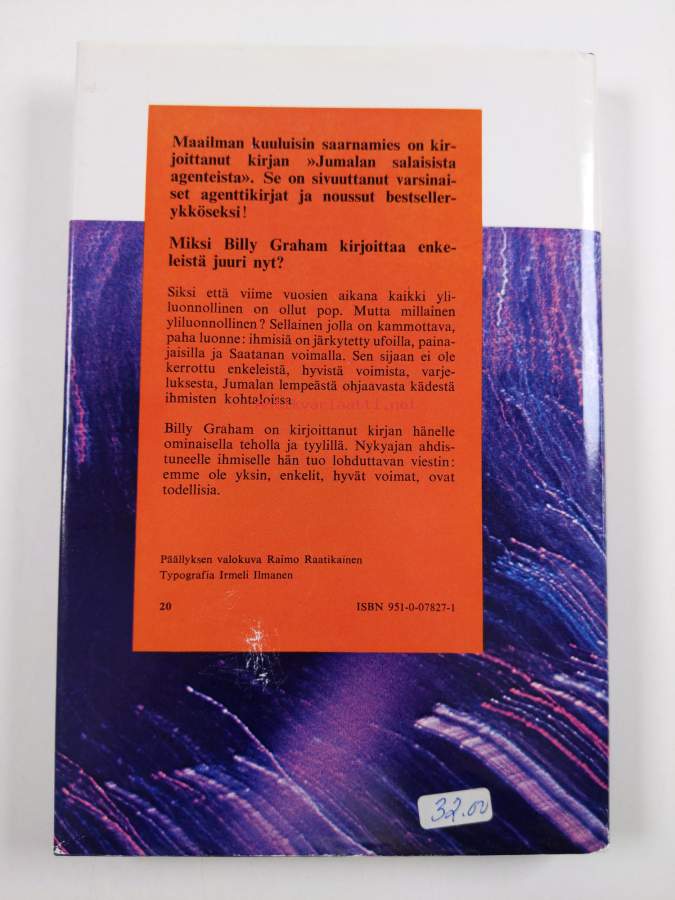 Maailman kuuluisin saarnamies on kir-
joittanut kirjan »Jumalan salaisista
agenteista». Se on sivuuttanut varsinai-
set agenttikirjat ja noussut bestseller-
ykköseksi!
Miksi Billy Graham kirjoittaa enke-
leistä juuri nyt?
Siksi että viime vuosien aikana kaikki yli-
luonnollinen on ollut pop. Mutta millainen
yliluonnollinen? Sellainen jolla on kammottava,
paha luonne: ihmisiä on järkytetty ufoilla, paina-
jaisilla ja Saatanan voimalla. Sen sijaan ei ole
kerrottu enkeleistä, hyvistä voimista, varje-
luksesta, Jumalan lempeästä ohjaavasta kädestä
ihmisten kohtaloissa
Billy Graham on kirjoittanut kirjan hänelle
ominaisella teholla ja tyylillä. Nykyajan ahdis-
tuneelle ihmiselle hän tuo lohduttavan viestin:
emme ole yksin, enkelit, hyvät voimat, ovat
todellisia.
Päällyksen valokuva Raimo Raatikainen
Typografia Irmeli Ilmanen
20 ISBN 951-0-07827-1
32.00